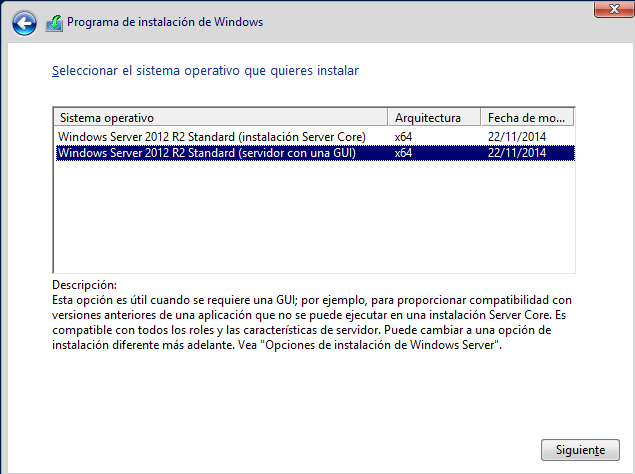 Programa de instalación de Windows
Seleccionar el sistema operativo que quieres instalar
Sistema operativo Arquitectura Fecha de mo...
Windows Server 2012 R2 Standard (instalación Server Core) x64 22/11/2014
Windows Server 2012 R2 Standard (servidor con una GUI) x64 22/11/2014
Descripción:
Esta opción es útil cuando se requiere una GUI; por ejemplo, para proporcionar compatibilidad con
versiones anteriores de una aplicación que no se puede ejecutar en una instalación Server Core. Es
compatible con todos los roles y las características de servidor. Puede cambiar a una opción de
instalación diferente más adelante. Vea "Opciones de instalación de Windows Server".
Siguiente